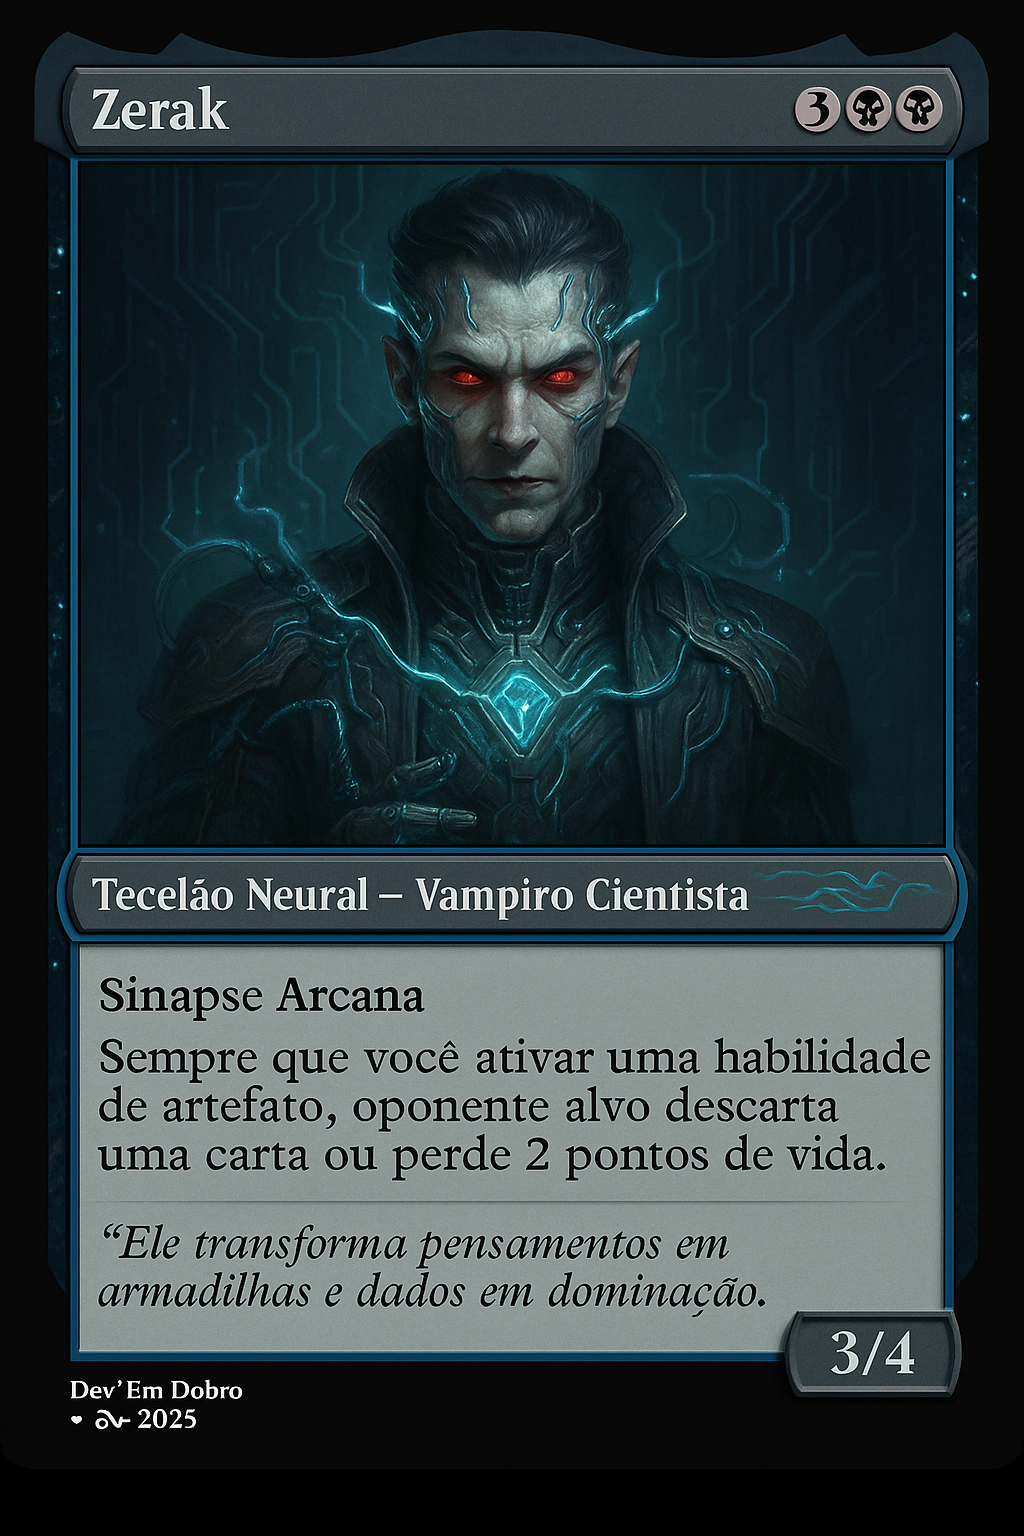 Zerak
3
Tecelão Neural – Vampiro Cientista
Sinapse Arcana
Sempre que você ativar uma habilidade
de artefato, oponente alvo descarta
uma carta ou perde 2 pontos de vida.
“Ele transforma pensamentos em
armadilhas e dados em dominação.
3/4
Dev’Em Dobro
2025